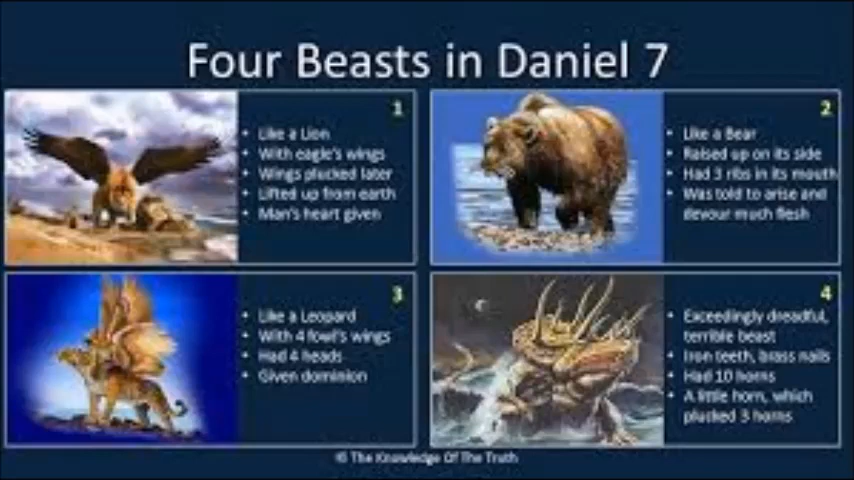 Four Beasts in Daniel 7
1
• Like a Lion
• With eagle's wings
• Wings plucked later
• Lifted up from earth
• Man's heart given
2
• Like a Bear
• Raised up on its side
• Had 3 ribs in its mouth
• Was told to arise and
devour much flesh
3
• Like a Leopard
• With 4 fowl's wings
• Had 4 heads
• Given dominion
4
• Exceedingly dreadful,
terrible beast
• Iron teeth, brass nails
• Had 10 horns
• A little horn, which
plucked 3 horns
© The Knowledge Of The Truth